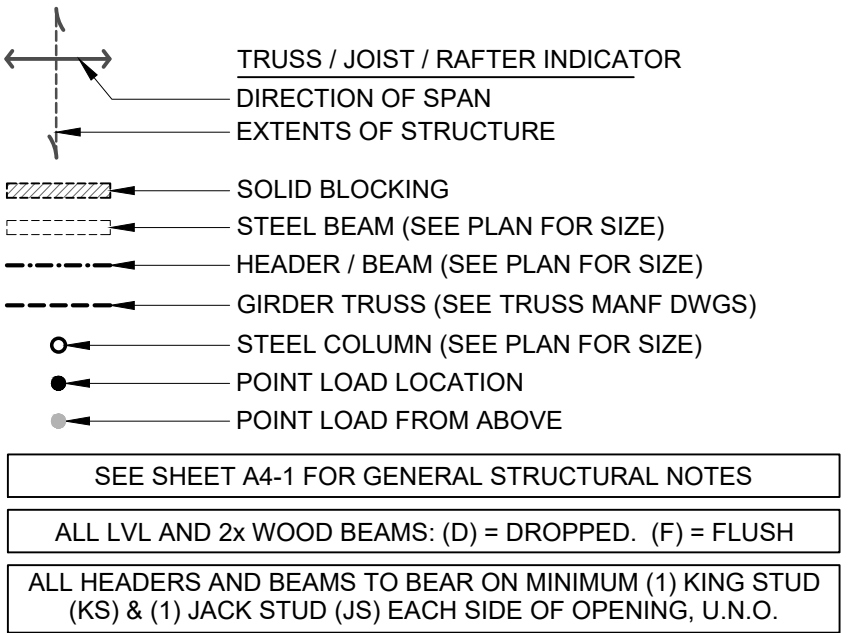 TRUSS / JOIST / RAFTER INDICATOR
DIRECTION OF SPAN
EXTENTS OF STRUCTURE
SOLID BLOCKING
STEEL BEAM (SEE PLAN FOR SIZE)
HEADER / BEAM (SEE PLAN FOR SIZE)
GIRDER TRUSS (SEE TRUSS MANF DWGS)
STEEL COLUMN (SEE PLAN FOR SIZE)
POINT LOAD LOCATION
POINT LOAD FROM ABOVE
SEE SHEET A4-1 FOR GENERAL STRUCTURAL NOTES
ALL LVL AND 2x WOOD BEAMS: (D) = DROPPED. (F) = FLUSH
ALL HEADERS AND BEAMS TO BEAR ON MINIMUM (1) KING STUD
(KS) & (1) JACK STUD (JS) EACH SIDE OF OPENING, U.N.O.